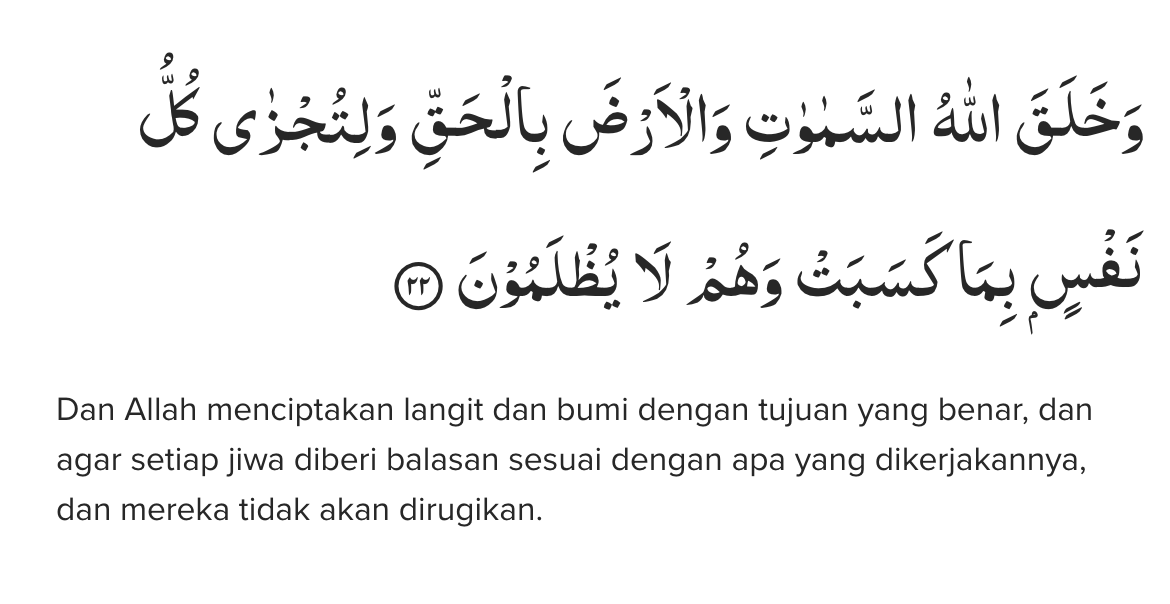 وَخَلَقَ اللّٰهُ السَّمٰوٰتِ وَالْاَرْضَ بِالْحَقِّ وَلِتُجْزٰى كُلُّ
نَفْسٍۢ بِمَا كَسَبَتْ وَهُمْ لَا يُظْلَمُوْنَ ٢٢
Dan Allah menciptakan langit dan bumi dengan tujuan yang benar, dan
agar setiap jiwa diberi balasan sesuai dengan apa yang dikerjakannya,
dan mereka tidak akan dirugikan.